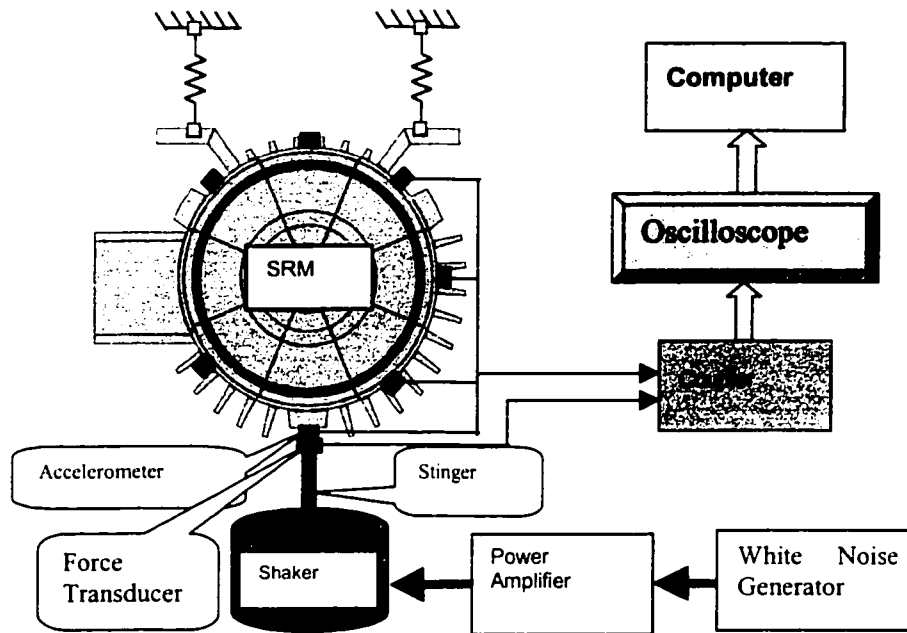 Computer
SRM
Oscilloscope
Accelerometer
Stinger
Force
Transducer
Shaker
Power
Amplifier
White Noise
Generator